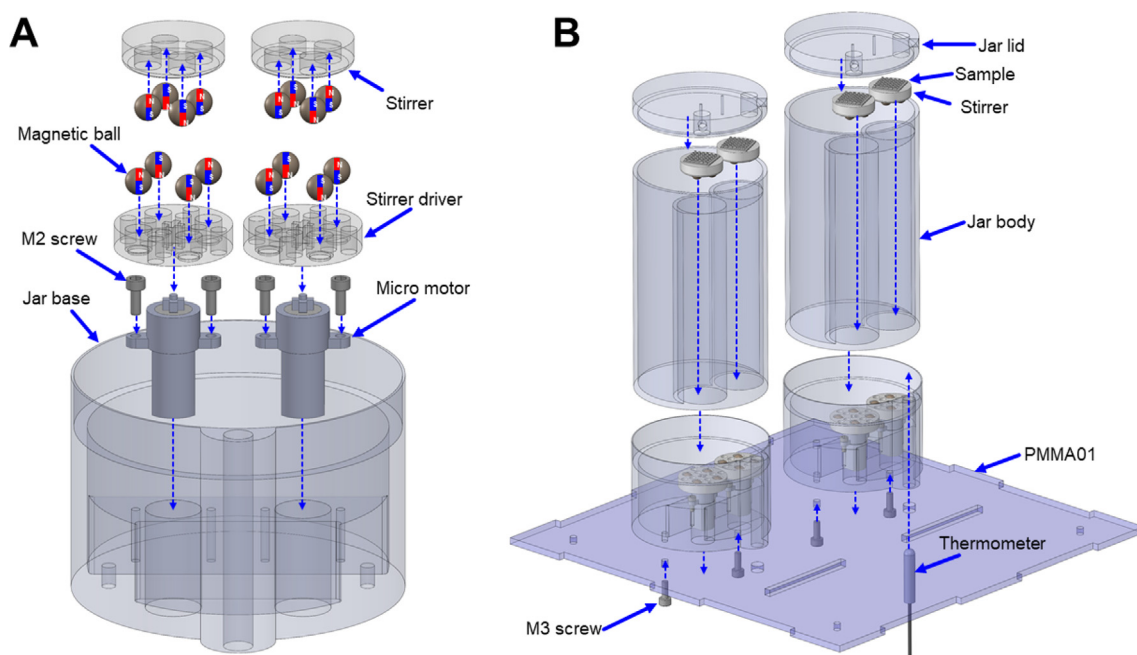 A
Stirrer
Magnetic ball
Stirrer driver
M2 screw
Jar base
Micro motor
B
Jar lid
Sample
Stirrer
Jar body
PMMA01
Thermometer
M3 screw